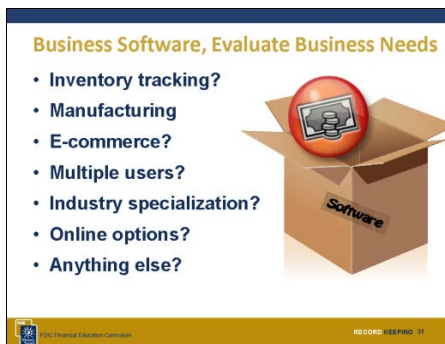 Business Software, Evaluate Business Needs
• Inventory tracking?
• Manufacturing
• E-commerce?
• Multiple users?
• Industry specialization?
• Online options?
• Anything else?
Software
FDIC Financial Education Curriculum
RECORD KEEPING 31